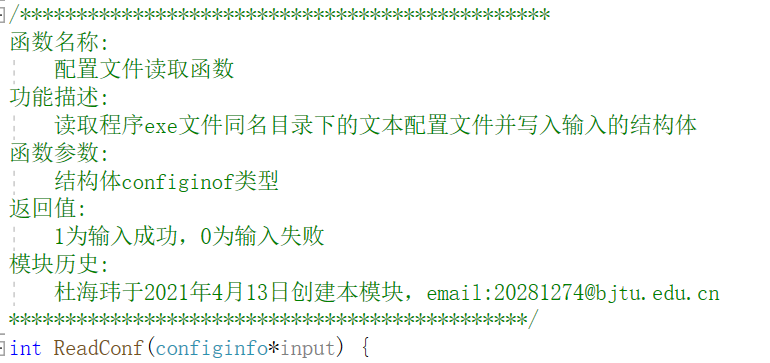 /***********************************************
函数名称:
配置文件读取函数
功能描述:
读取程序exe文件同名目录下的文本配置文件并写入输入的结构体
函数参数:
结构体configinof类型
返回值:
1为输入成功，0为输入失败
模块历史:
杜海玮于2021年4月13日创建本模块，email:20281274@bjtu.edu.cn
**********************************************/
int ReadConf(configinfo*input) {